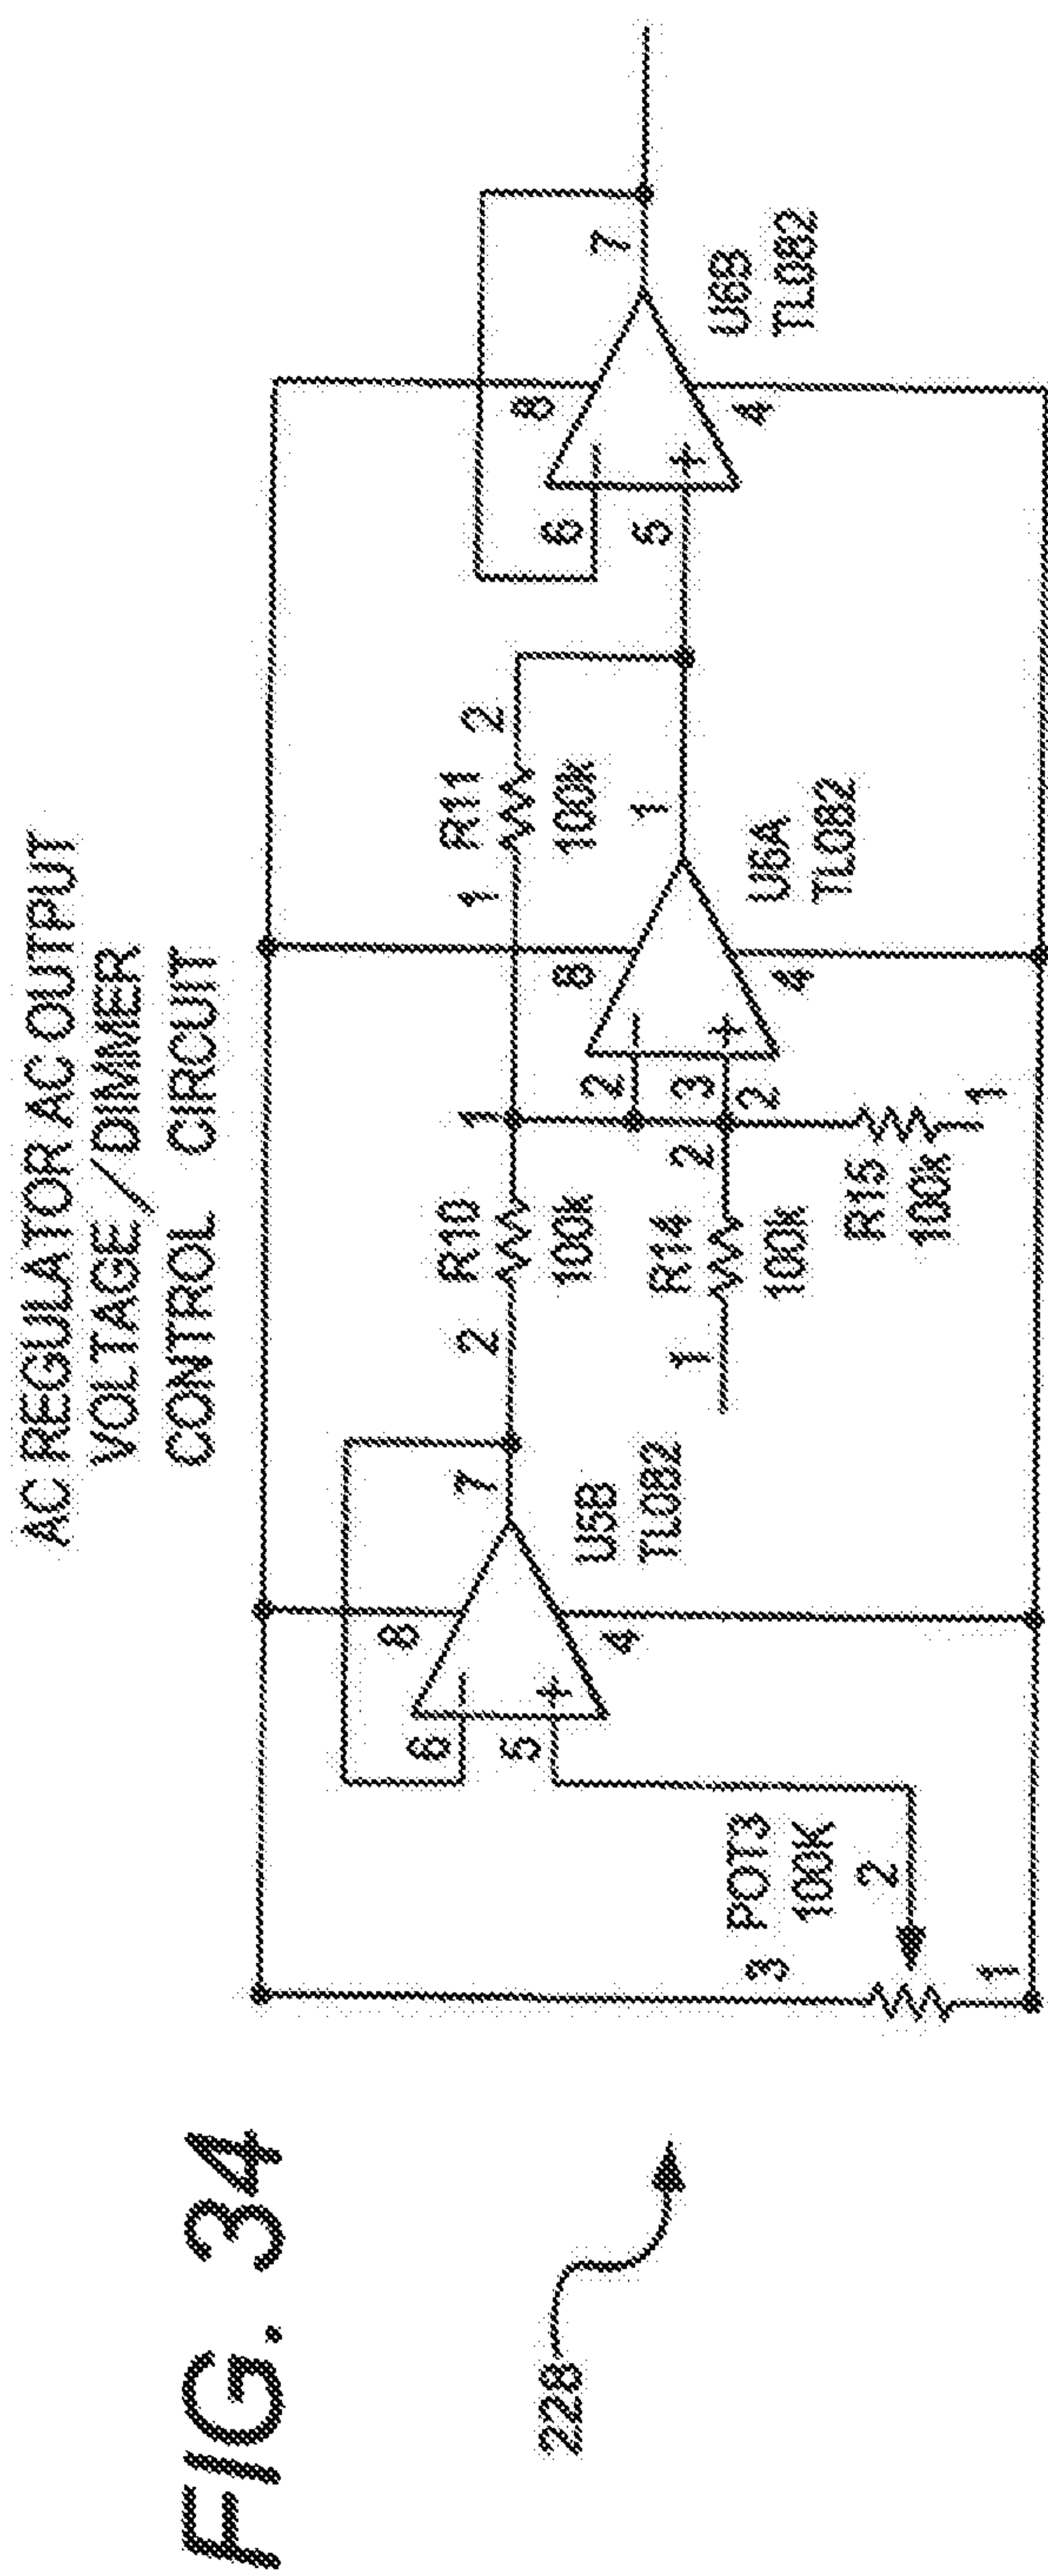 AC REGULATOR AC OUTPUT
VOLTAGE/DIMMER
CONTROL CIRCUIT
FIG. 34
228
3
POT3
100K
2
1
6
5
8
4
7
U5B
TL082
2
R10
100k
1
1
R14
100k
2
2
R15
100k
1
2
3
8
4
1
U6A
TL082
1
R11
100k
2
6
5
8
4
7
U6B
TL082